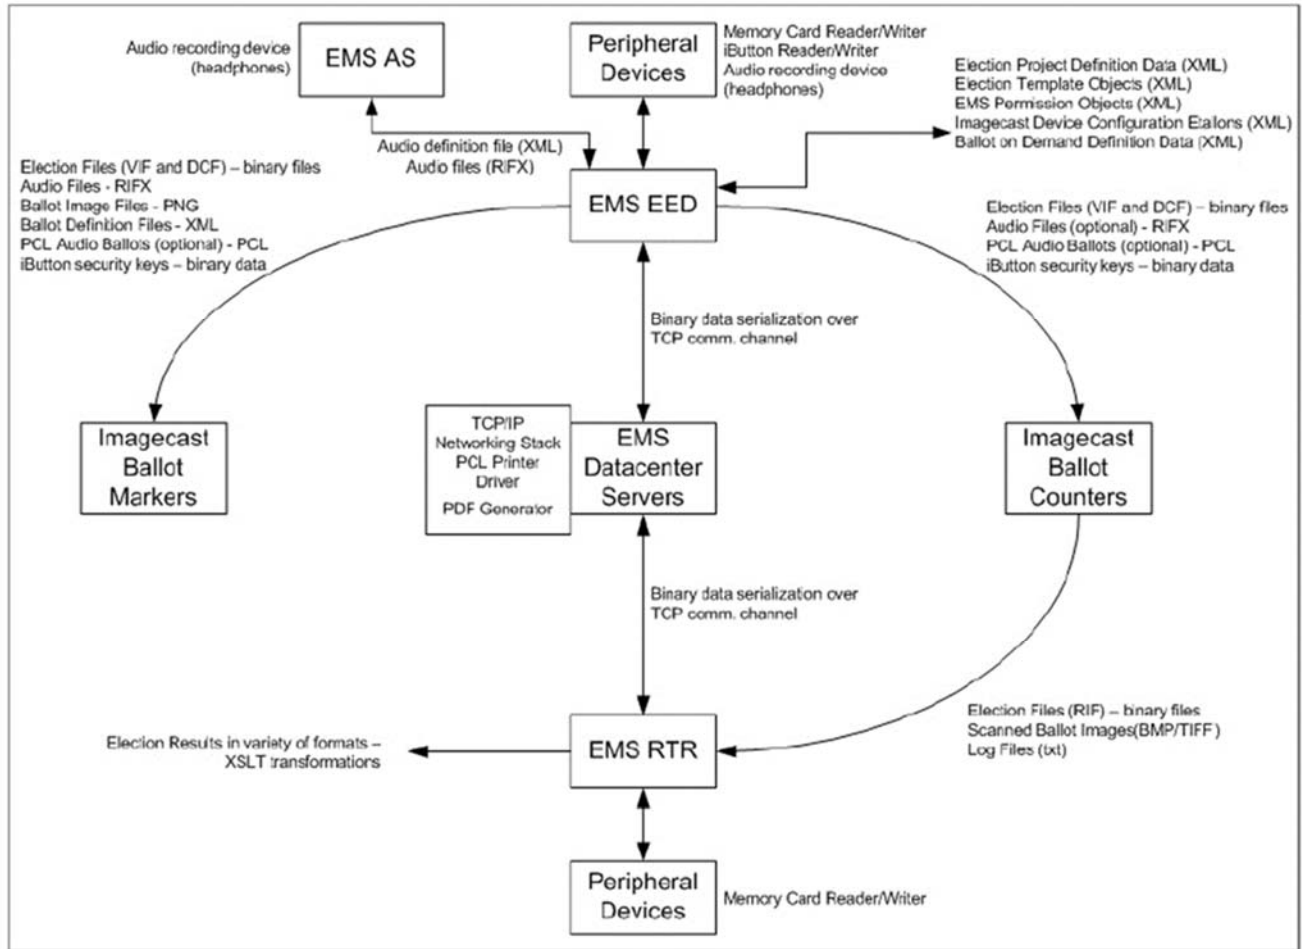 Audio recording device
(headphones)
EMS AS
Peripheral
Devices
Memory Card Reader/Writer
iButton Reader/Writer
Audio recording device
(headphones)
Election Project Definition Data (XML)
Election Template Objects (XML)
EMS Permission Objects (XML)
Imagecast Device Configuration Etallons (XML)
Ballot on Demand Definition Data (XML)
Audio definition file (XML)
Audio files (RIFX)
Election Files (VIF and DCF) – binary files
Audio Files - RIFX
Ballot Image Files - PNG
Ballot Definition Files - XML
PCL Audio Ballots (optional) - PCL
iButton security keys – binary data
EMS EED
Election Files (VIF and DCF) – binary files
Audio Files (optional) - RIFX
PCL Audio Ballots (optional) - PCL
iButton security keys – binary data
Binary data serialization over
TCP comm. channel
Imagecast
Ballot
Markers
TCP/IP
Networking Stack
PCL Printer
Driver
PDF Generator
EMS
Datacenter
Servers
Imagecast
Ballot
Counters
Binary data serialization over
TCP comm. channel
Election Results in variety of formats –
XSLT transformations
EMS RTR
Election Files (RIF) – binary files
Scanned Ballot Images(BMP/TIFF)
Log Files (txt)
Peripheral
Devices
Memory Card Reader/Writer